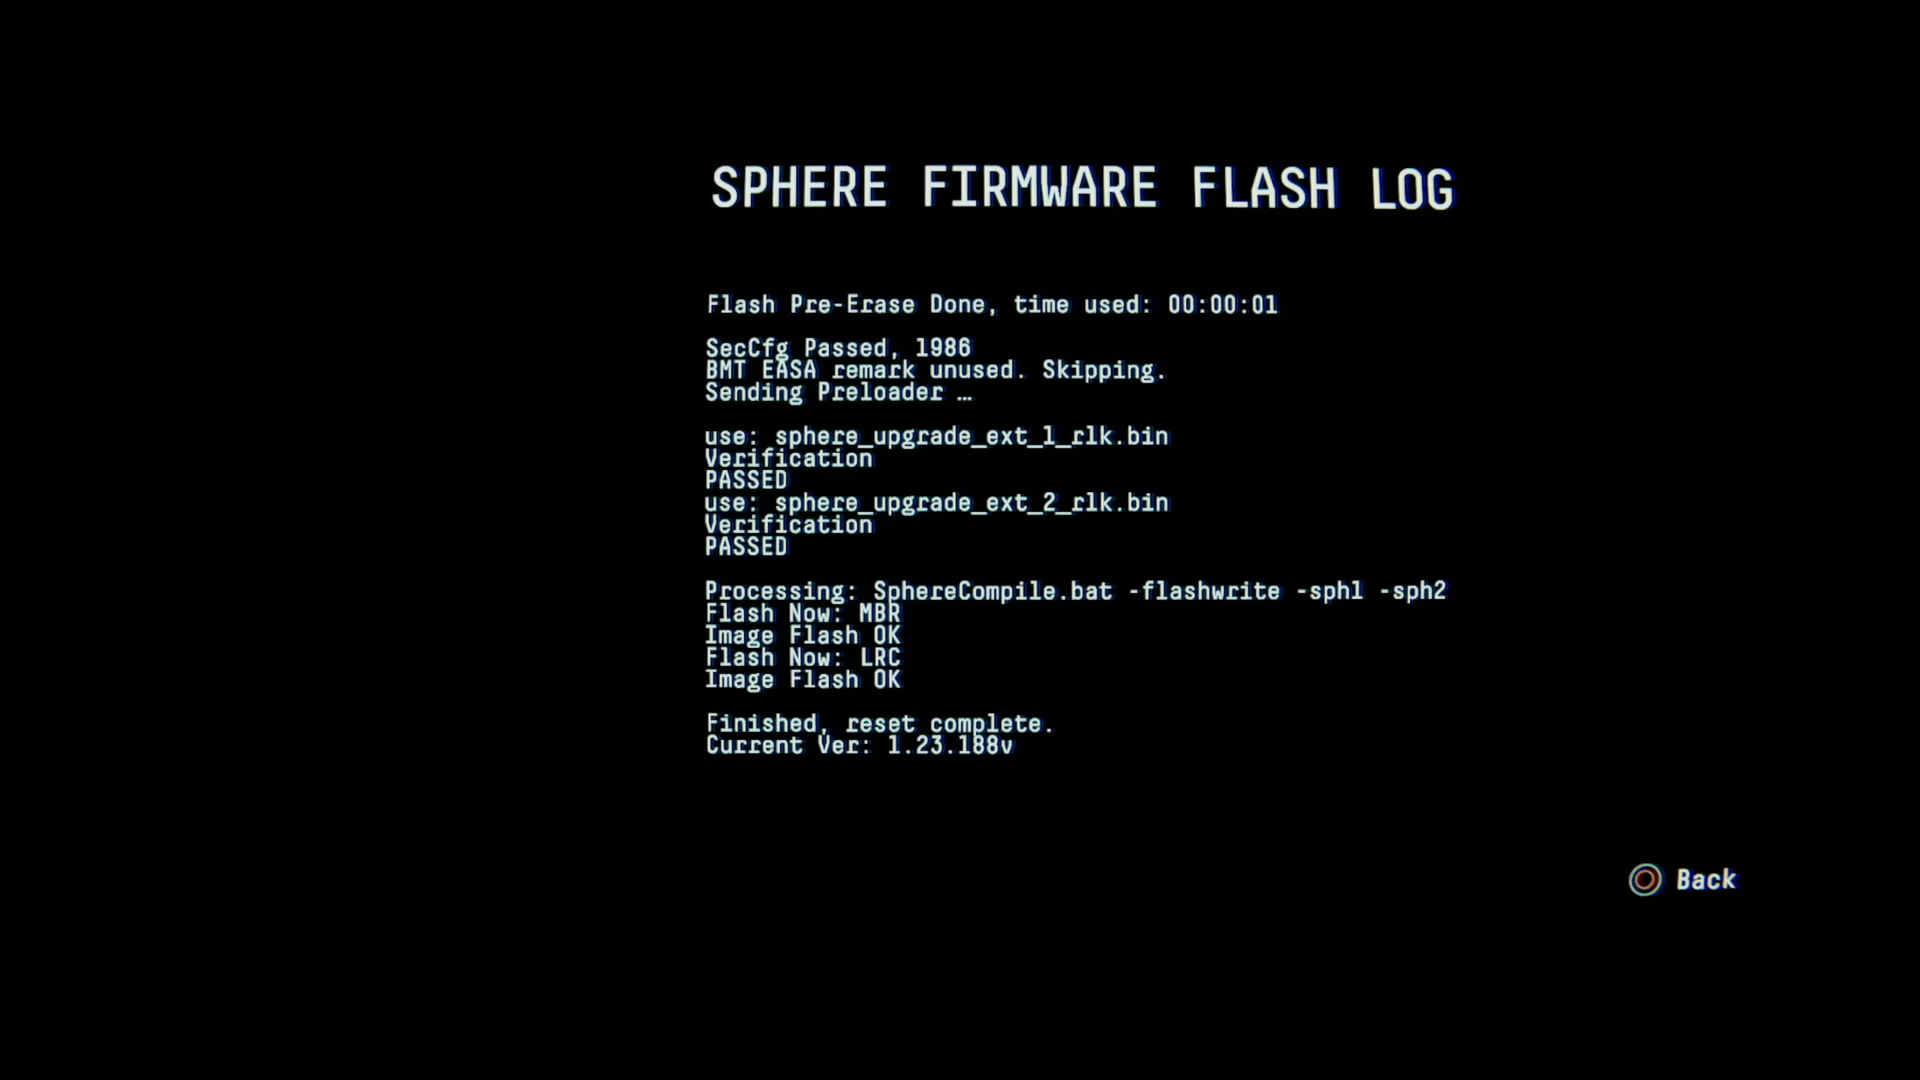 SPHERE FIRMWARE FLASH LOG
Flash Pre-Erase Done, time used: 00:00:01
SecCfg Passed, 1986
BMT EASA remark unused. Skipping.
Sending Preloader …
use: sphere_upgrade_ext_1_rlk.bin
Verification
PASSED
use: sphere_upgrade_ext_2_rlk.bin
Verification
PASSED
Processing: SphereCompile.bat -flashwrite -sph1 -sph2
Flash Now: MBR
Image Flash OK
Flash Now: LRC
Image Flash OK
Finished, reset complete.
Current Ver: 1.23.188v
Back